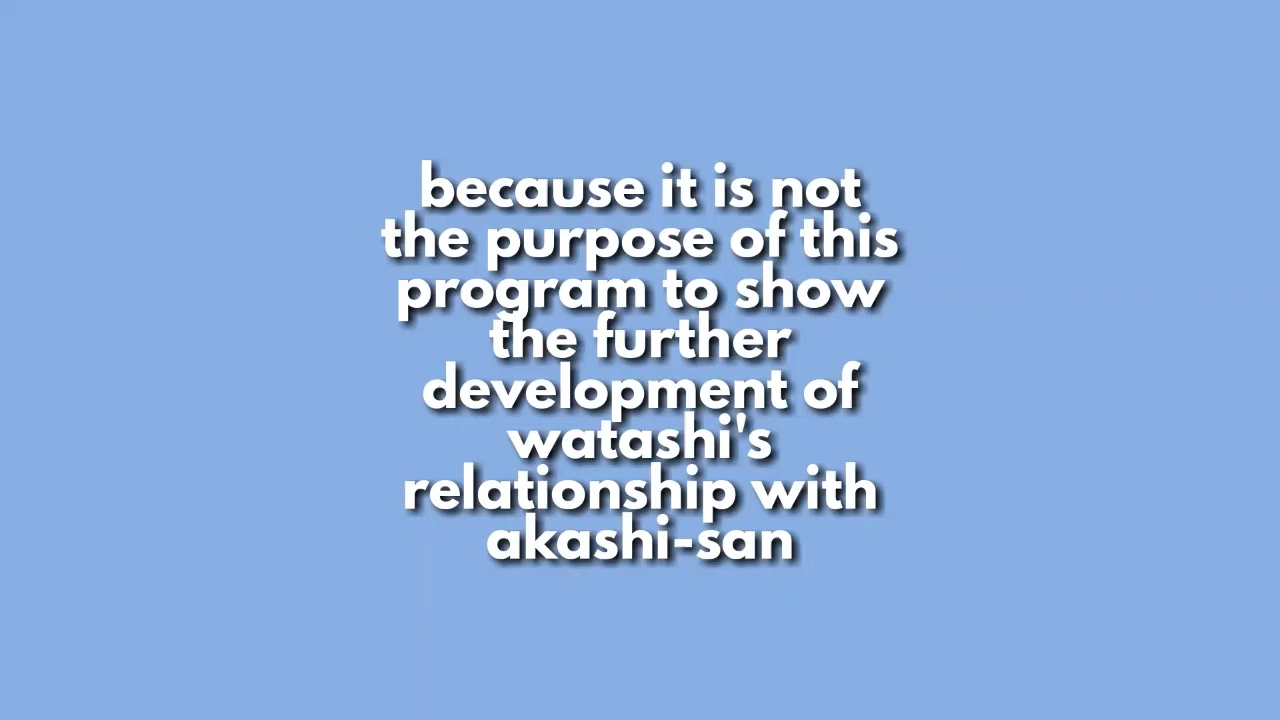 because it is not
the purpose of this
program to show
the further
development of
watashi's
relationship with
akashi-san